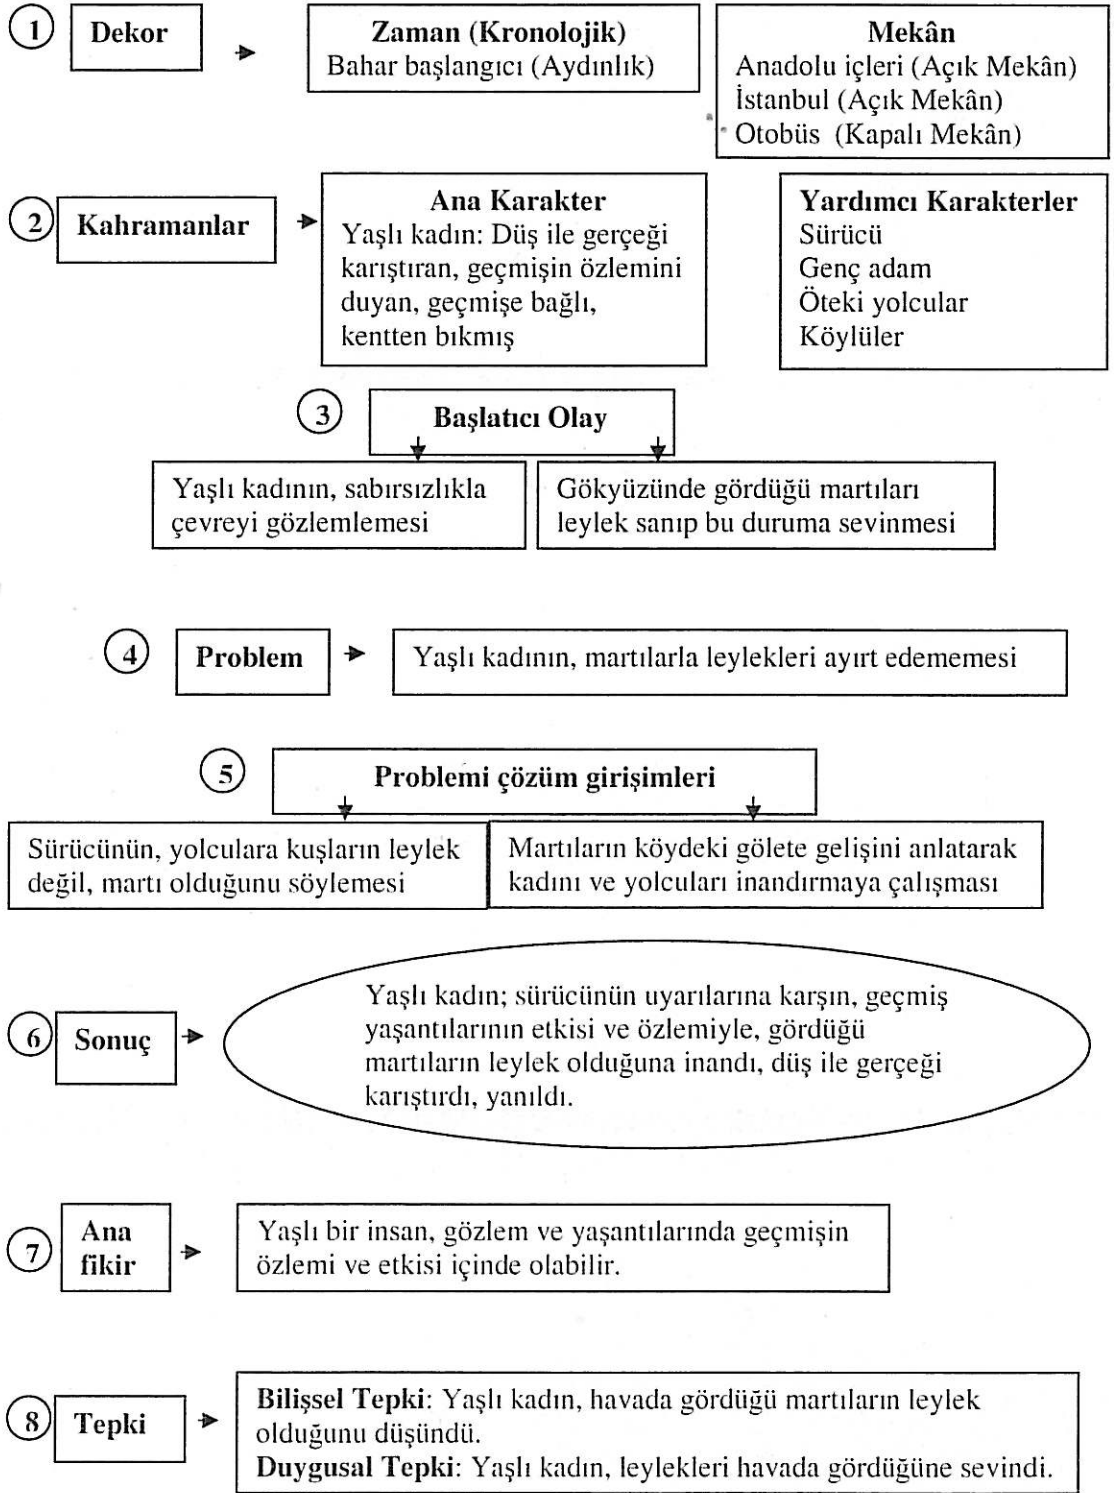 1
Dekor
Zaman (Kronolojik)
Bahar başlangıcı (Aydınlık)
Mekân
Anadolu içleri (Açık Mekân)
İstanbul (Açık Mekân)
Otobüs (Kapalı Mekân)
2
Kahramanlar
Ana Karakter
Yaşlı kadın: Düş ile gerçeği
karıştıran, geçmişin özlemini
duyan, geçmişe bağlı,
kentten bıkmış
Yardımcı Karakterler
Sürücü
Genç adam
Öteki yolcular
Köylüler
3
Başlatıcı Olay
Yaşlı kadının, sabırsızlıkla
çevreyi gözlemlemesi
Gökyüzünde gördüğü martıları
leylek sanıp bu duruma sevinmesi
4
Problem
Yaşlı kadının, martılarla leylekleri ayırt edememesi
5
Problemi çözüm girişimleri
Sürücünün, yolculara kuşların leylek
değil, martı olduğunu söylemesi
Martıların köydeki gölete gelişini anlatarak
kadını ve yolcuları inandırmaya çalışması
6
Sonuç
Yaşlı kadın; sürücünün uyarılarına karşın, geçmiş
yaşantılarının etkisi ve özlemiyle, gördüğü
martıların leylek olduğuna inandı, düş ile gerçeği
karıştırdı, yanıldı.
7
Ana
fikir
Yaşlı bir insan, gözlem ve yaşantılarında geçmişin
özlemi ve etkisi içinde olabilir.
8
Tepki
Bilişsel Tepki: Yaşlı kadın, havada gördüğü martıların leylek
olduğunu düşündü.
Duygusal Tepki: Yaşlı kadın, leylekleri havada gördüğüne sevindi.